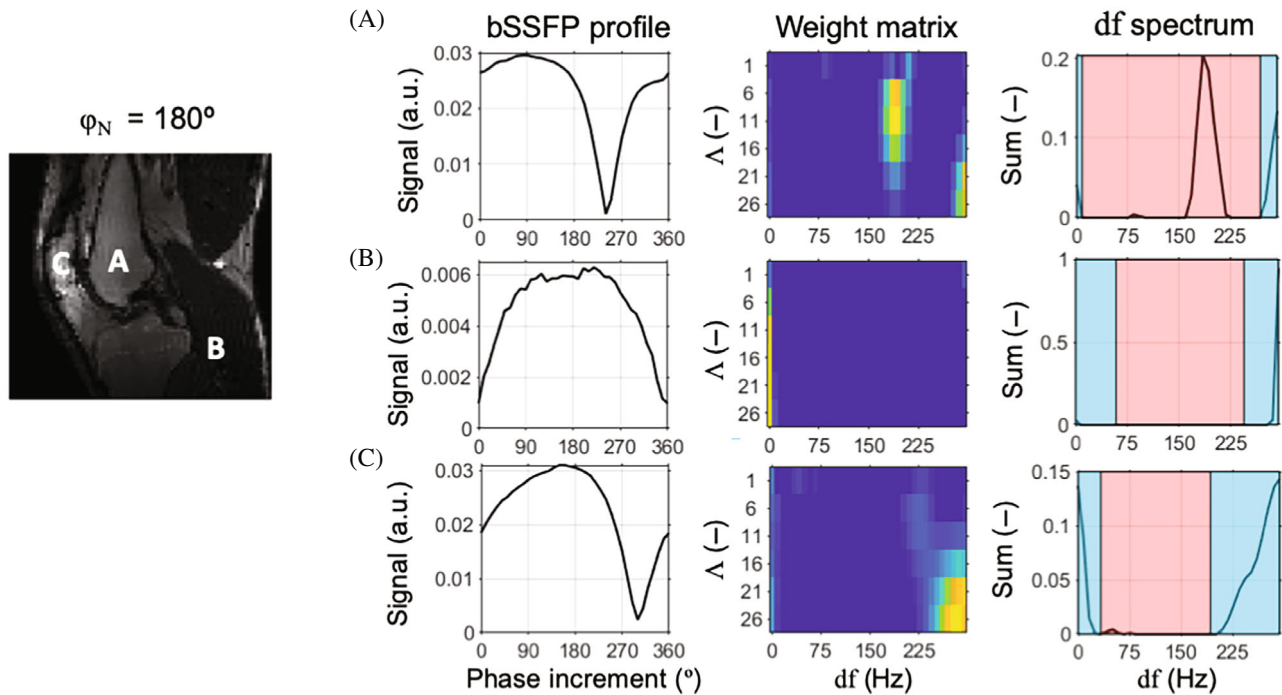 (A)
bSSFP profile
Weight matrix
df spectrum
φN = 180º
A
B
C
Signal (a.u.)
0.03
0.02
0.01
0
0 90 180 270 360
Λ (–)
1
6
11
16
21
26
0 75 150 225
Sum (–)
0.2
0.1
0
0 75 150 225
(B)
Signal (a.u.)
0.006
0.004
0.002
0
0 90 180 270 360
Λ (–)
1
6
11
16
21
26
0 75 150 225
Sum (–)
1
0.5
0
0 75 150 225
(C)
Signal (a.u.)
0.03
0.02
0.01
0
0 90 180 270 360
Phase increment (º)
Λ (–)
1
6
11
16
21
26
0 75 150 225
df (Hz)
Sum (–)
0.15
0.1
0.05
0
0 75 150 225
df (Hz)